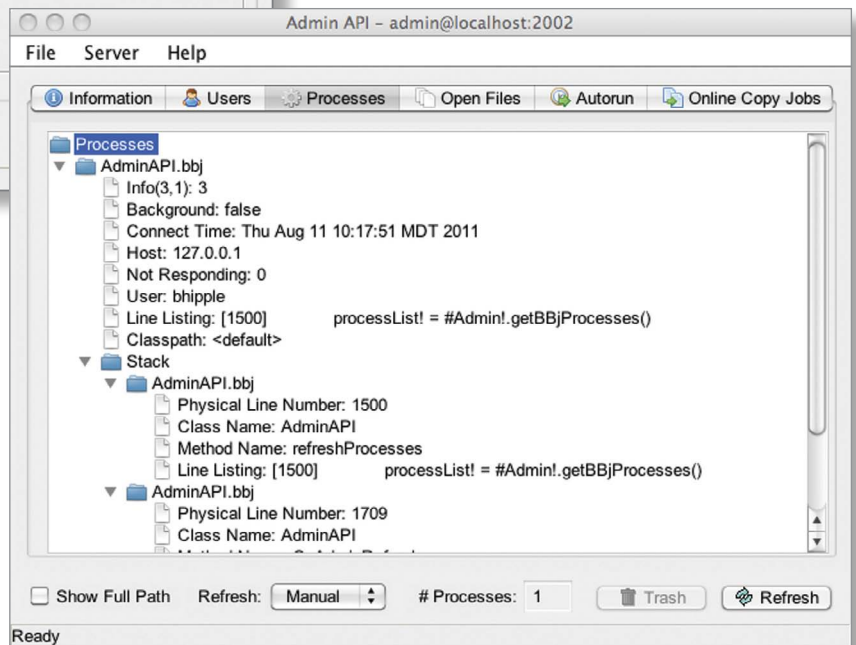 Admin API – admin@localhost:2002
File Server Help
Information Users Processes Open Files Autorun Online Copy Jobs
Processes
AdminAPI.bbj
Info(3,1): 3
Background: false
Connect Time: Thu Aug 11 10:17:51 MDT 2011
Host: 127.0.0.1
Not Responding: 0
User: bhipple
Line Listing: [1500] processList! = #Admin!.getBBjProcesses()
Classpath: <default>
Stack
AdminAPI.bbj
Physical Line Number: 1500
Class Name: AdminAPI
Method Name: refreshProcesses
Line Listing: [1500] processList! = #Admin!.getBBjProcesses()
AdminAPI.bbj
Physical Line Number: 1709
Class Name: AdminAPI
Show Full Path Refresh: Manual # Processes: 1 Trash Refresh
Ready